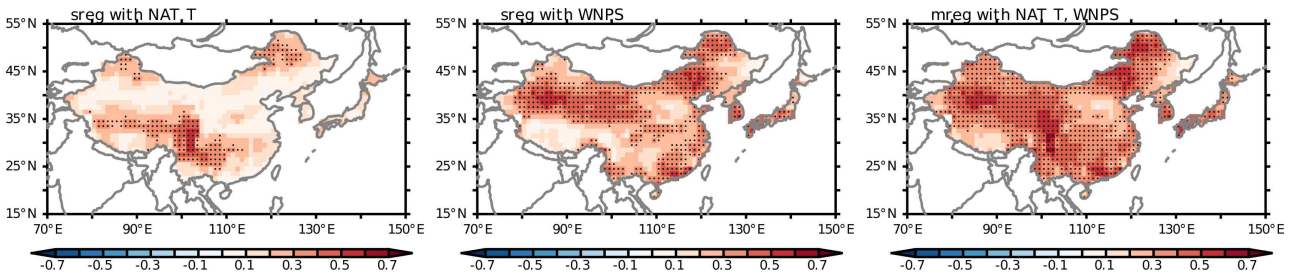 sreg with NAT_T
55°N
45°N
35°N
25°N
15°N
70°E 90°E 110°E 130°E 150°E
-0.7 -0.5 -0.3 -0.1 0.1 0.3 0.5 0.7
sreg with WNPS
55°N
45°N
35°N
25°N
15°N
70°E 90°E 110°E 130°E 150°E
-0.7 -0.5 -0.3 -0.1 0.1 0.3 0.5 0.7
mreg with NAT_T, WNPS
55°N
45°N
35°N
25°N
15°N
70°E 90°E 110°E 130°E 150°E
-0.7 -0.5 -0.3 -0.1 0.1 0.3 0.5 0.7